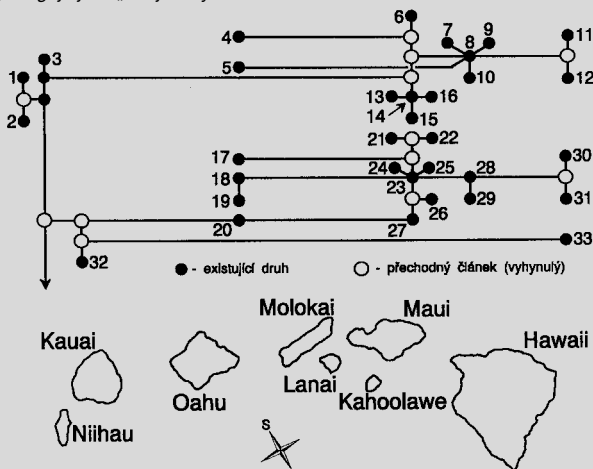 6
7 9 11
4 8
3 5
1 10 12
13 16
2 14 15
21 22
17 24 25 30
18 28
23
19 29 31
26
20 27 33
32
● - existující druh ○ - přechodný článek (vyhynulý)
Molokai Maui
Kauai Hawaii
Lanai
Oahu Kahoolawe
Niihau
S